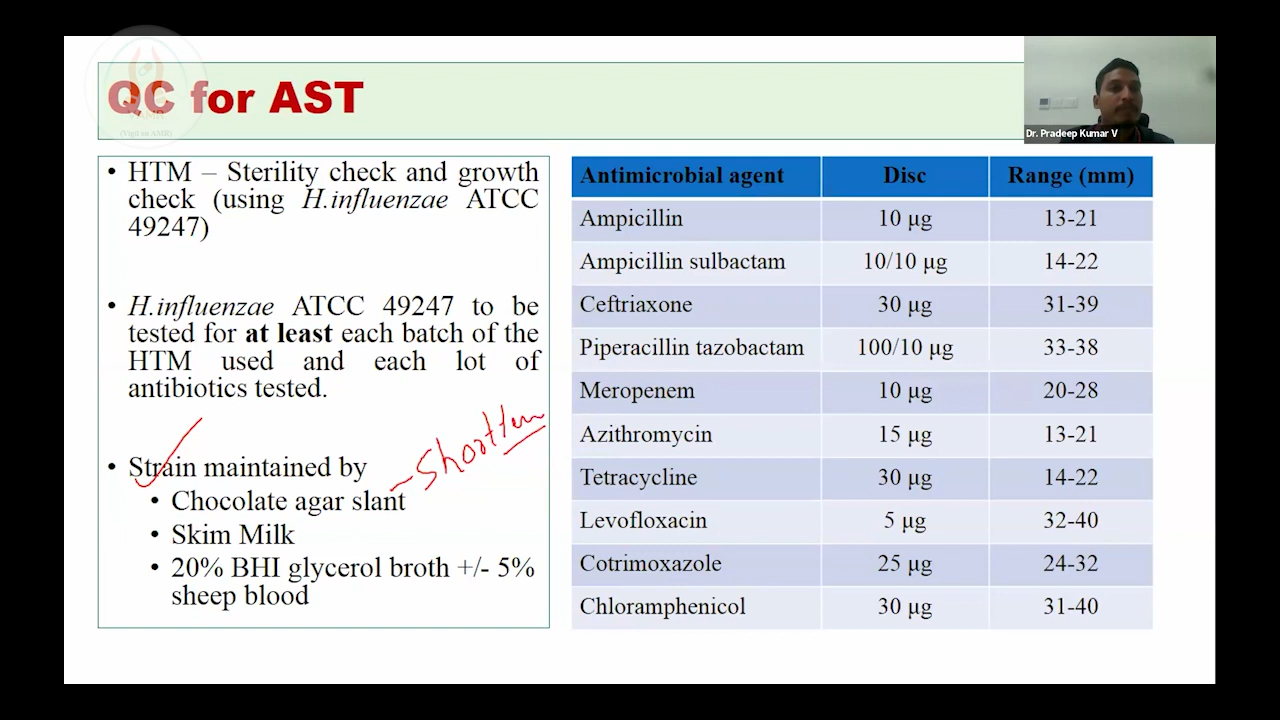 QC for AST
(Vigil on AMR)
Dr. Pradeep Kumar V
• HTM – Sterility check and growth
check (using H.influenzae ATCC
49247)
• H.influenzae ATCC 49247 to be
tested for at least each batch of the
HTM used and each lot of
antibiotics tested.
• Strain maintained by
• Chocolate agar slant
• Skim Milk
• 20% BHI glycerol broth +/- 5%
sheep blood
Antimicrobial agent Disc Range (mm)
Ampicillin 10 µg 13-21
Ampicillin sulbactam 10/10 µg 14-22
Ceftriaxone 30 µg 31-39
Piperacillin tazobactam 100/10 µg 33-38
Meropenem 10 µg 20-28
Azithromycin 15 µg 13-21
Tetracycline 30 µg 14-22
Levofloxacin 5 µg 32-40
Cotrimoxazole 25 µg 24-32
Chloramphenicol 30 µg 31-40